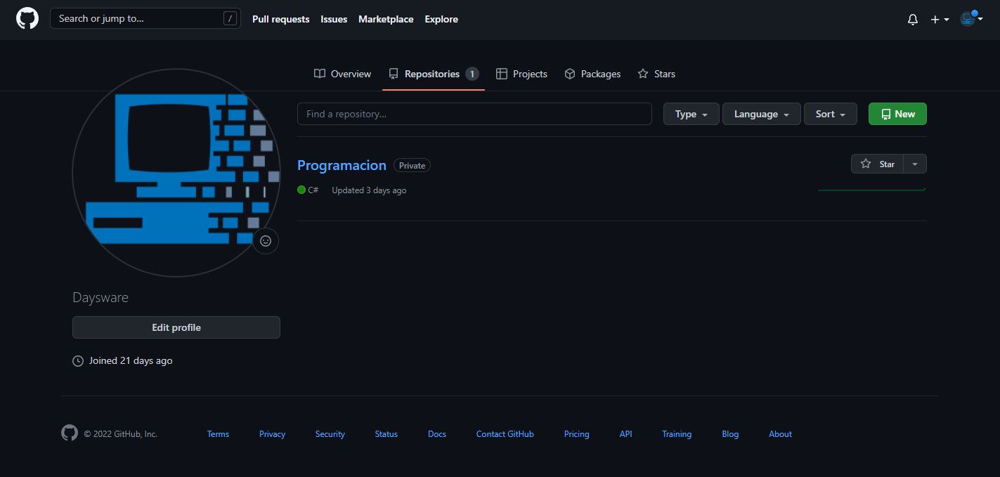 Search or jump to... / Pull requests Issues Marketplace Explore
Overview Repositories 1 Projects Packages Stars
Find a repository... Type Language Sort New
Programacion Private Star
C# Updated 3 days ago
Daysware
Edit profile
Joined 21 days ago
© 2022 GitHub, Inc. Terms Privacy Security Status Docs Contact GitHub Pricing API Training Blog About